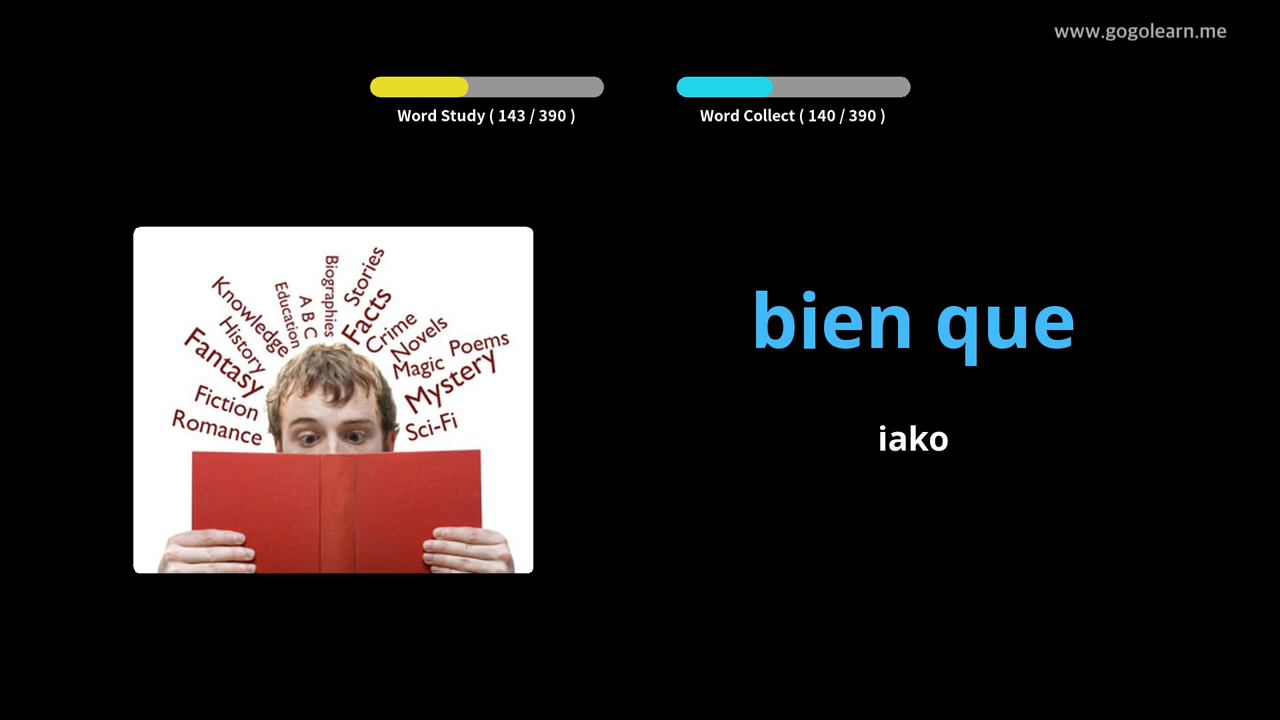 www.gogolearn.me
Word Study ( 143 / 390 )
Word Collect ( 140 / 390 )
Stories
Biographies
Facts
A B C
Education
Knowledge
Crime
Novels
History
Poems
Magic
Fantasy
Mystery
Fiction
Sci-Fi
Romance
bien que
iako